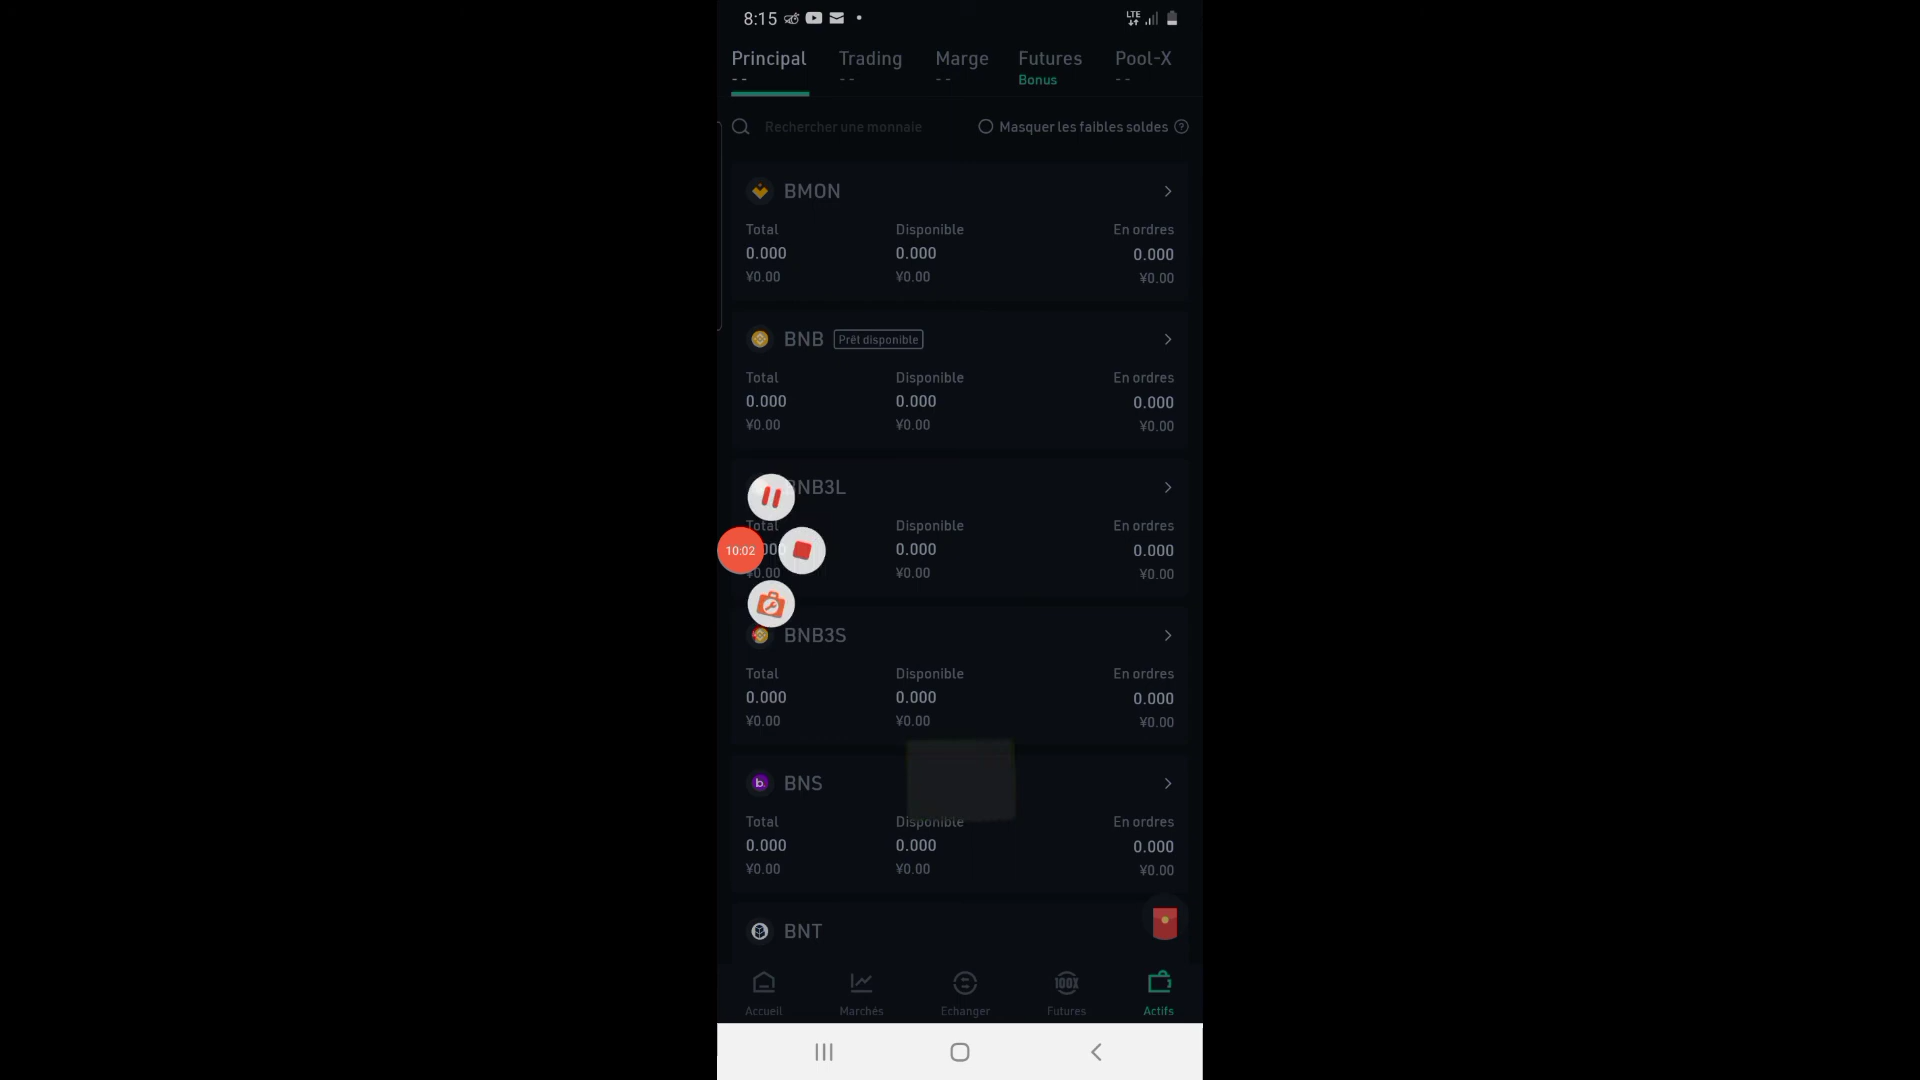 8:15 LTE
Principal Trading Marge Futures Pool-X
-- -- -- Bonus --
Rechercher une monnaie Masquer les faibles soldes ?
BMON
Total Disponible En ordres
0.000 0.000 0.000
¥0.00 ¥0.00 ¥0.00
BNB Prêt disponible
Total Disponible En ordres
0.000 0.000 0.000
¥0.00 ¥0.00 ¥0.00
NB3L
Total Disponible En ordres
10:02 0.000 0.000
¥0.00 ¥0.00 ¥0.00
BNB3S
Total Disponible En ordres
0.000 0.000 0.000
¥0.00 ¥0.00 ¥0.00
b BNS
Total Disponible En ordres
0.000 0.000 0.000
¥0.00 ¥0.00 ¥0.00
BNT
100X
Accueil Marchés Echanger Futures Actifs